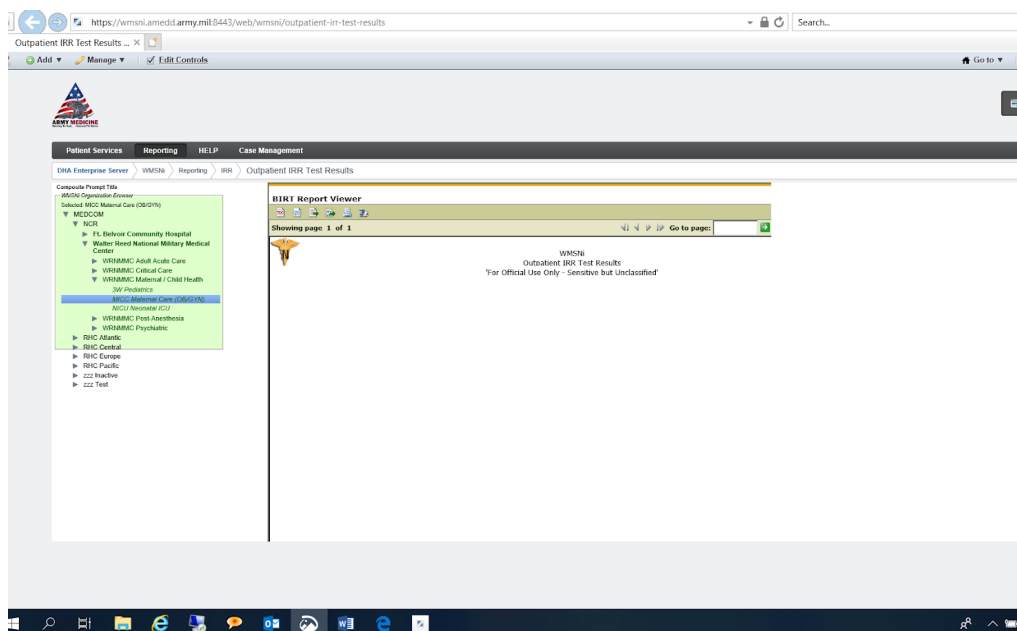 https://wmsni.amedd.army.mil:8443/web/wmsni/outpatient-irr-test-results
Search...
Outpatient IRR Test Results ...
Add Manage Edit Controls Go to
ARMY MEDICINE
Patient Services Reporting HELP Case Management
DHA Enterprise Server WMSNi Reporting IRR Outpatient IRR Test Results
Composite Prompt Title
WMSNi Organization Browser
Selected: MICC Maternal Care (OB/GYN)
MEDCOM
NCR
Ft. Belvoir Community Hospital
Walter Reed National Military Medical
Center
WRNMMC Adult Acute Care
WRNMMC Critical Care
WRNMMC Maternal / Child Health
3W Pediatrics
MICC Maternal Care (OB/GYN)
NICU Neonatal ICU
WRNMMC Post-Anesthesia
WRNMMC Psychiatric
RHC Atlantic
RHC Central
RHC Europe
RHC Pacific
zzz Inactive
zzz Test
BIRT Report Viewer
Showing page 1 of 1 Go to page:
WMSNi
Outpatient IRR Test Results
'For Official Use Only - Sensitive but Unclassified'